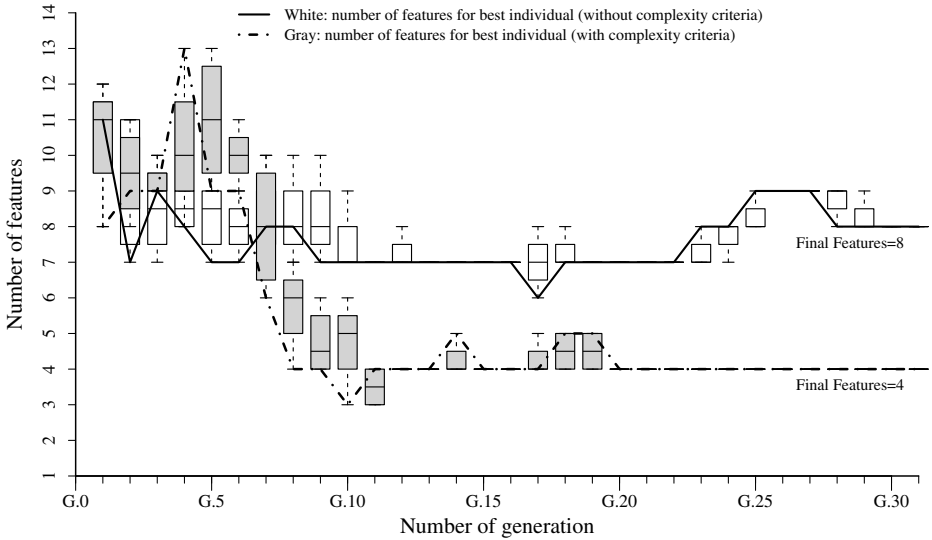 White: number of features for best individual (without complexity criteria)
Gray: number of features for best individual (with complexity criteria)
14
13
12
11
10
9
8
7
6
5
4
3
2
1
Number of features
Final Features=8
Final Features=4
G.0 G.5 G.10 G.15 G.20 G.25 G.30
Number of generation